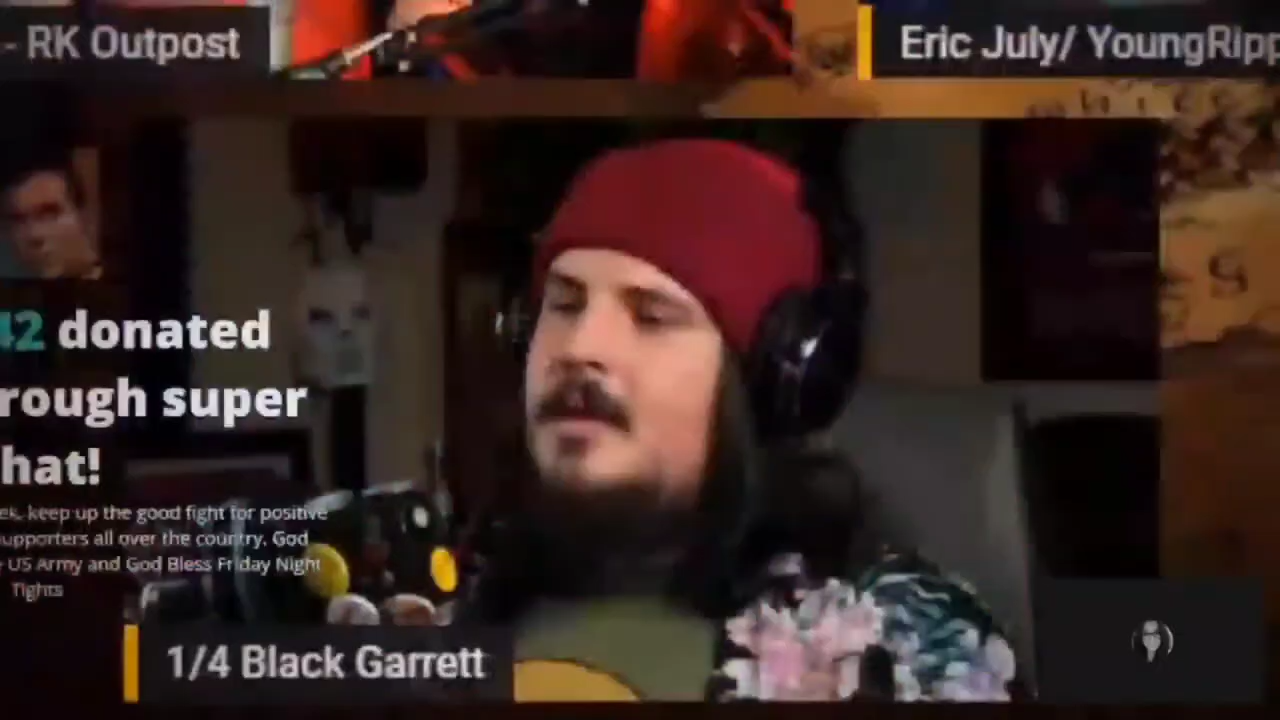 - RK Outpost
Eric July/ YoungRipp
42 donated
rough super
hat!
ek, keep up the good fight for positive
upporters all over the country, God
US Army and God Bless Friday Night
Tights
1/4 Black Garrett